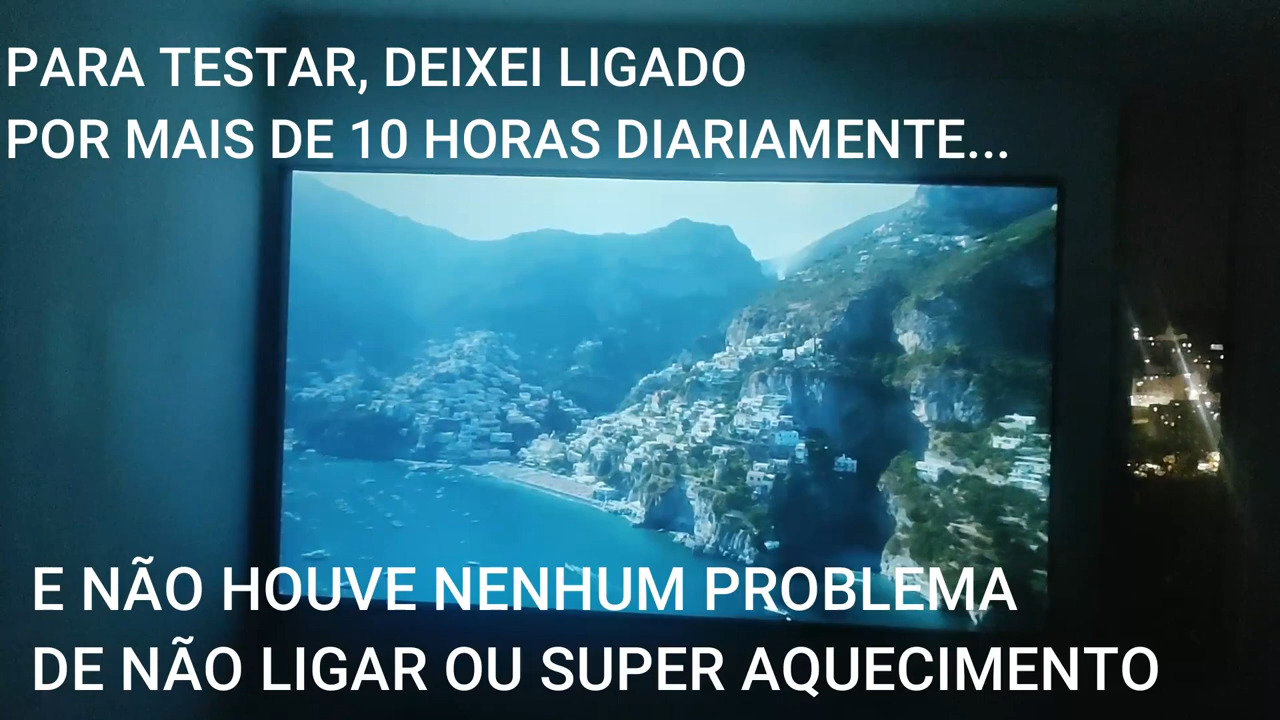 PARA TESTAR, DEIXEI LIGADO
POR MAIS DE 10 HORAS DIARIAMENTE...
E NÃO HOUVE NENHUM PROBLEMA
DE NÃO LIGAR OU SUPER AQUECIMENTO